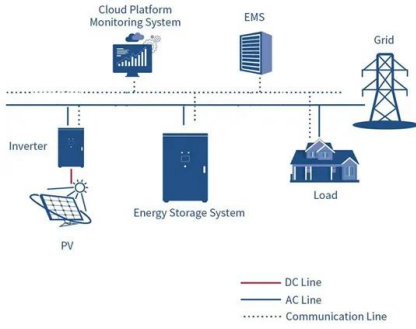 Cloud Platform
Monitoring System
EMS
Grid
Inverter
Energy Storage System
Load
PV
DC Line
AC Line
Communication Line